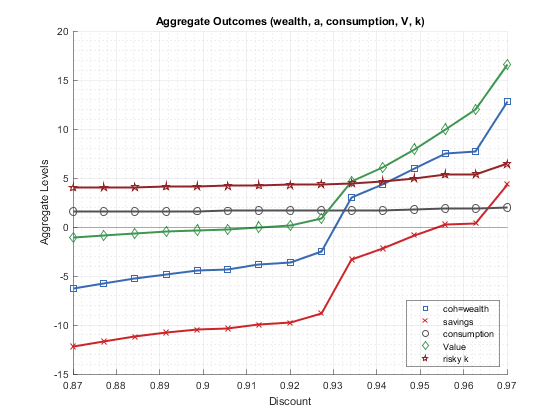 Aggregate Outcomes (wealth, a, consumption, V, k)
20
15
10
5
0
-5
-10
-15
Aggregate Levels
0.87 0.88 0.89 0.9 0.91 0.92 0.93 0.94 0.95 0.96 0.97
Discount
coh=wealth
savings
consumption
Value
risky k